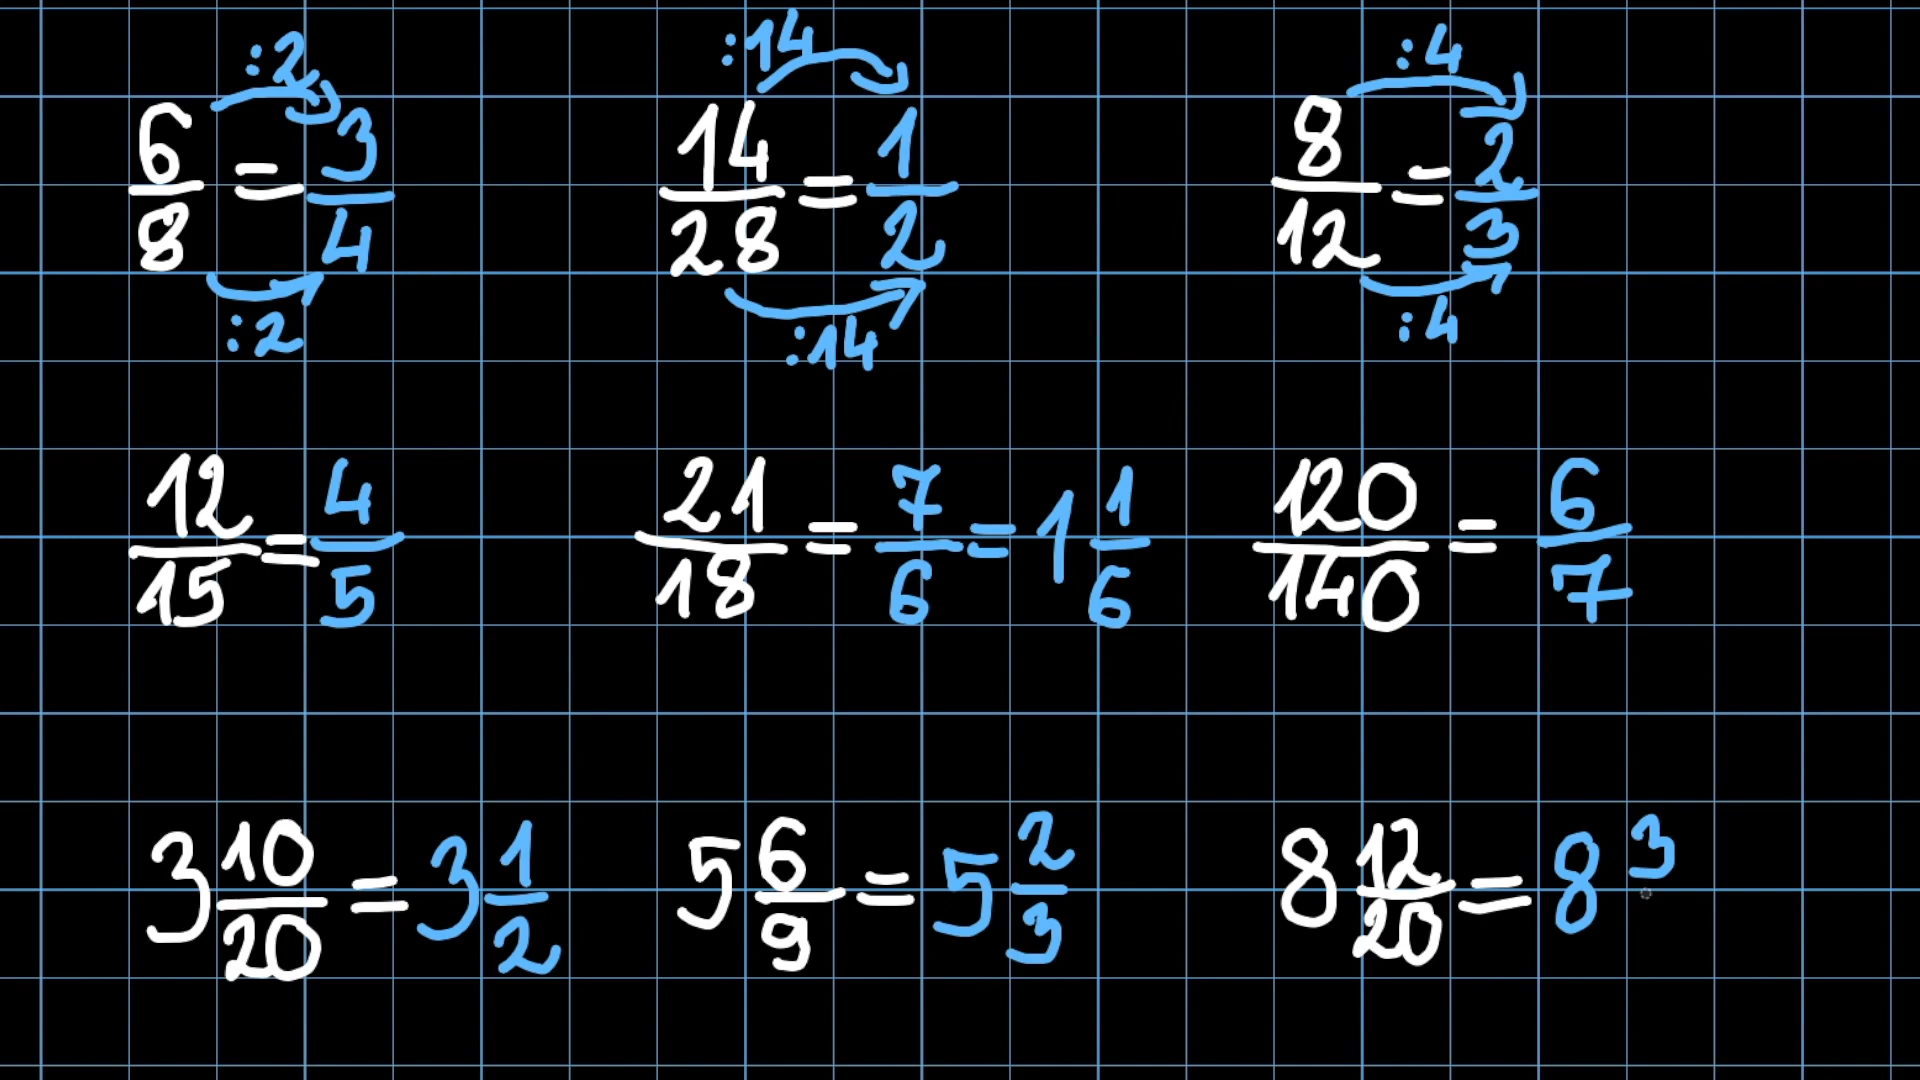 :2 :14 :4
6/8 = 3/4 14/28 = 1/2 8/12 = 2/3
:2 :14 :4
12/15 = 4/5 21/18 = 7/6 = 1 1/6 120/140 = 6/7
3 10/20 = 3 1/2 5 6/9 = 5 2/3 8 12/20 = 8 3